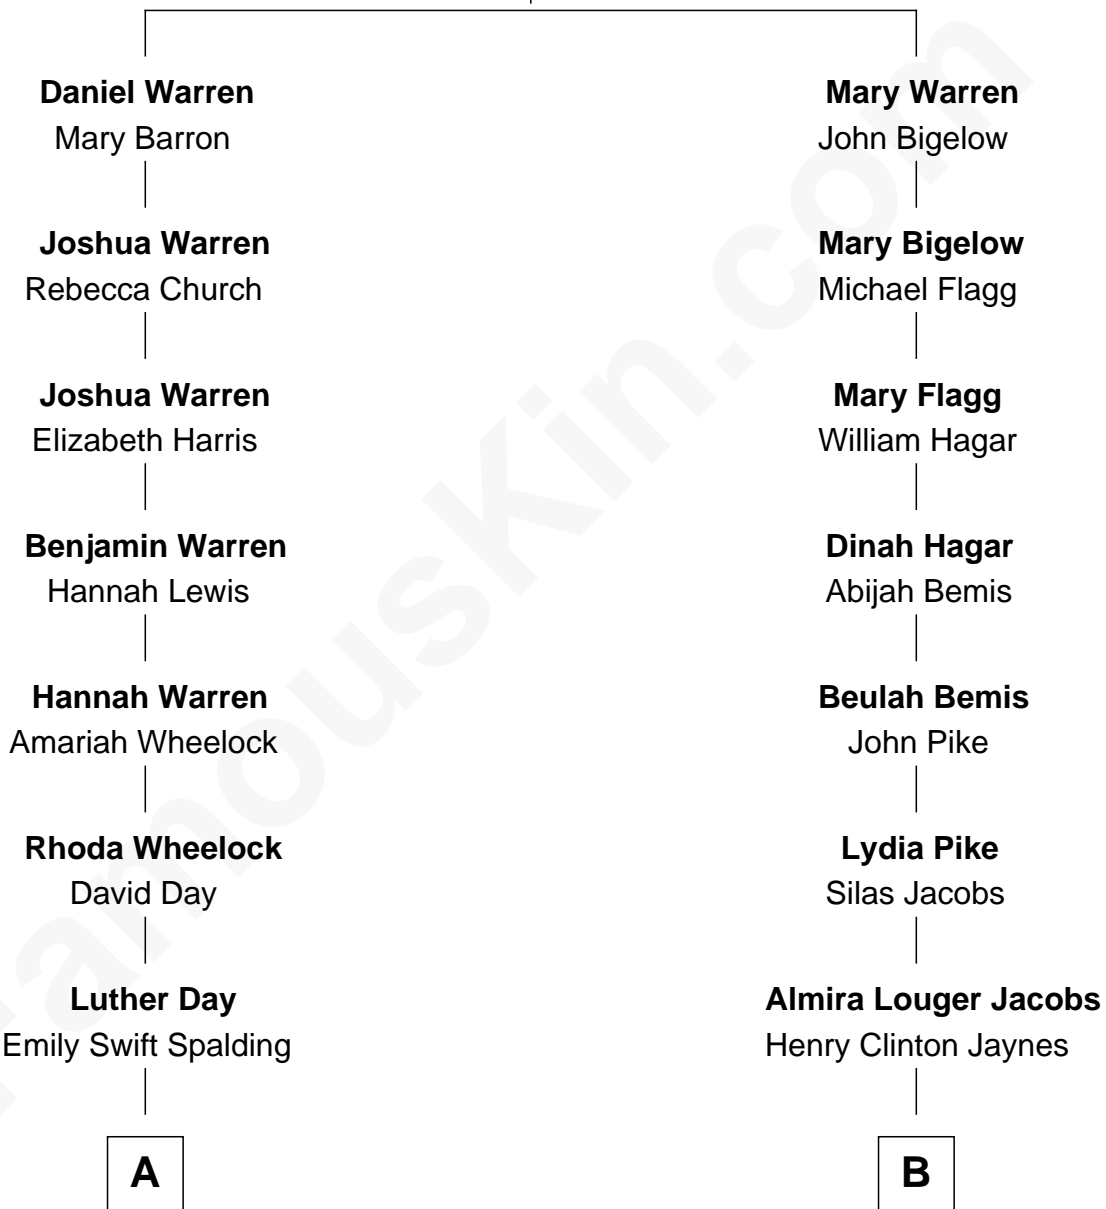 Daniel Warren
Mary Barron
Joshua Warren
Rebecca Church
Joshua Warren
Elizabeth Harris
Benjamin Warren
Hannah Lewis
Hannah Warren
Amariah Wheelock
Rhoda Wheelock
David Day
Luther Day
Emily Swift Spalding
A
Mary Warren
John Bigelow
Mary Bigelow
Michael Flagg
Mary Flagg
William Hagar
Dinah Hagar
Abijah Bemis
Beulah Bemis
John Pike
Lydia Pike
Silas Jacobs
Almira Louger Jacobs
Henry Clinton Jaynes
B
FamousKin.com